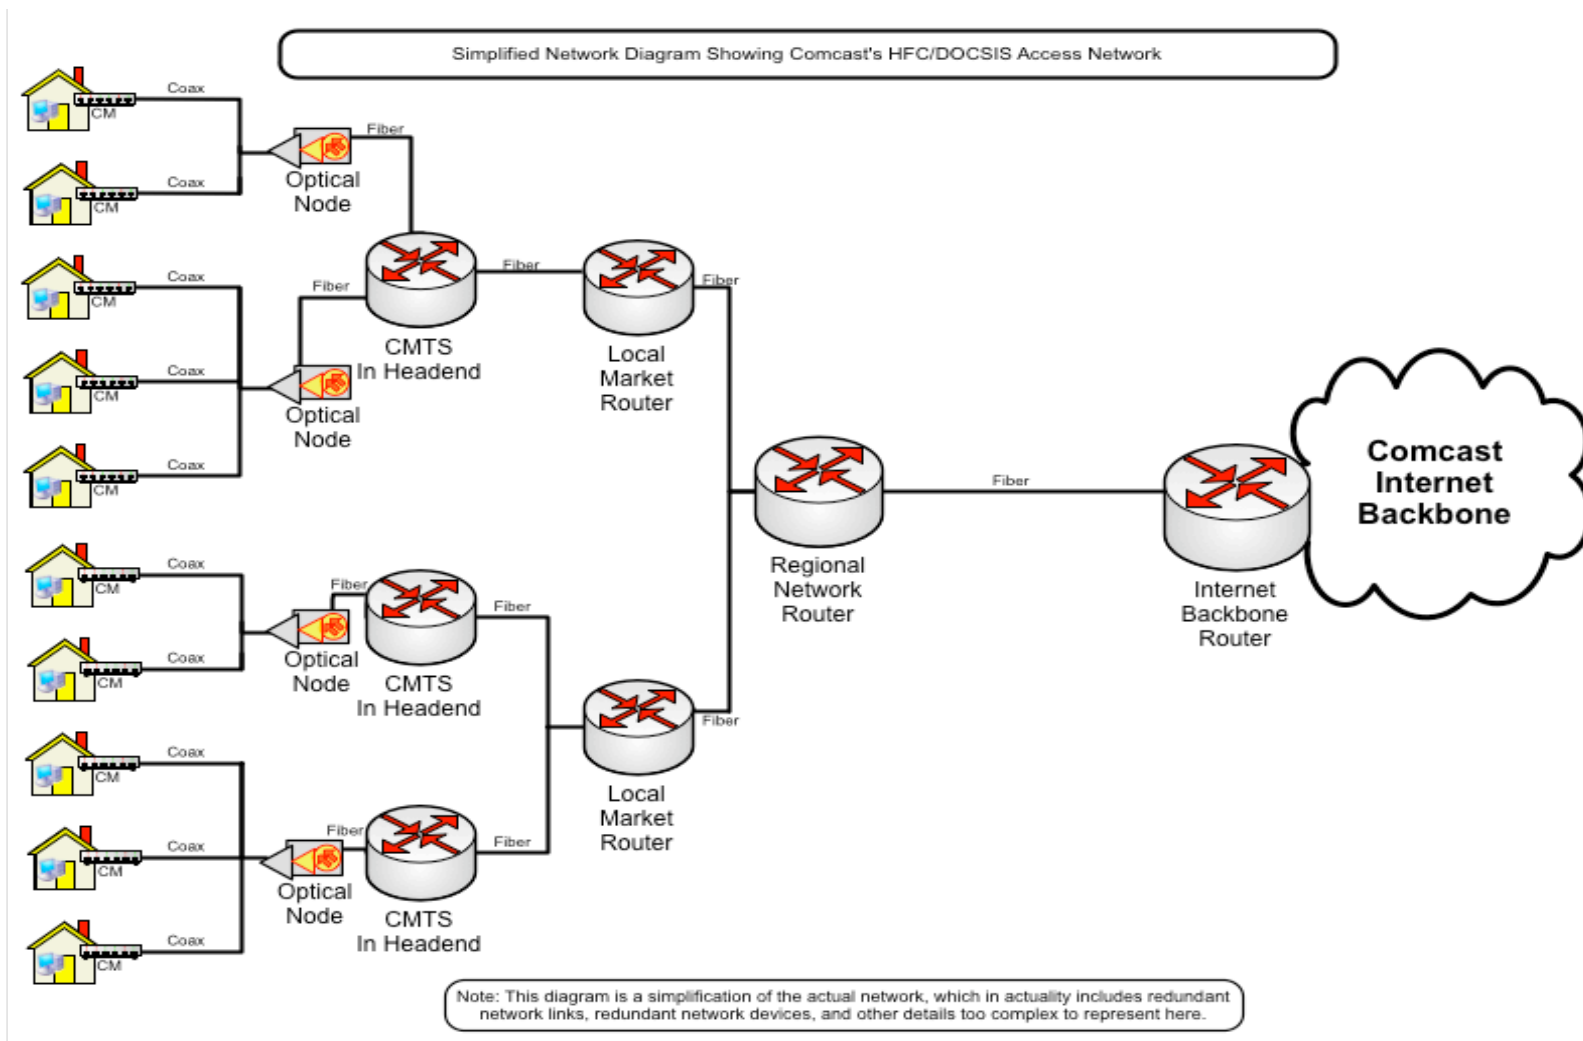 Simplified Network Diagram Showing Comcast's HFC/DOCSIS Access Network
Coax
CM
Coax
CM
Fiber
Optical
Node
Coax
CM
Coax
CM
Coax
CM
Fiber
Optical
Node
CMTS
In Headend
Fiber
Local
Market
Router
Fiber
Coax
CM
Coax
CM
Fiber
Optical
Node
CMTS
In Headend
Fiber
Coax
CM
Coax
CM
Coax
CM
Fiber
Optical
Node
CMTS
In Headend
Fiber
Local
Market
Router
Fiber
Regional
Network
Router
Fiber
Internet
Backbone
Router
Comcast
Internet
Backbone
Note: This diagram is a simplification of the actual network, which in actuality includes redundant
network links, redundant network devices, and other details too complex to represent here.